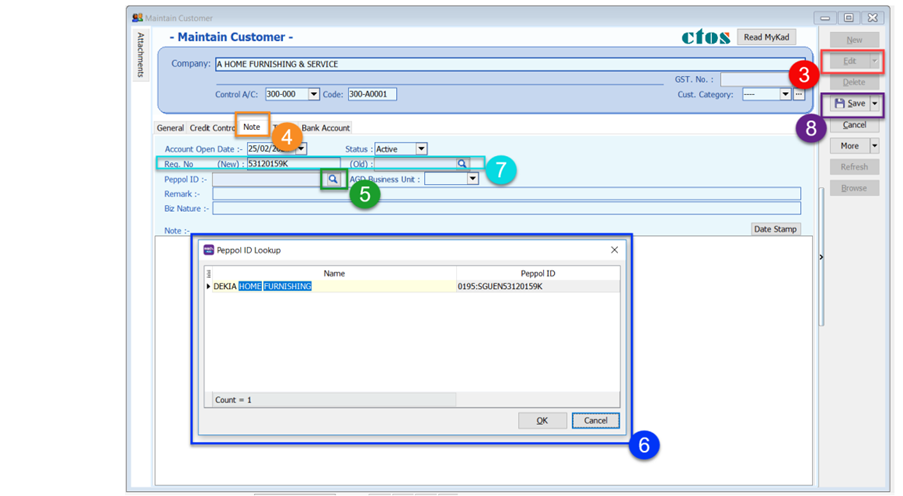 Maintain Customer
Attachments
- Maintain Customer -
ctos
Read MyKad
New
Company: A HOME FURNISHING & SERVICE
3
Edit
GST. No. :
Delete
Control A/C: 300-000 Code: 300-A0001
Cust. Category: ----
8
Save
General Credit Contro Note T Bank Account
Cancel
4
Account Open Date :- 25/02/2 Status : Active
More
Reg. No (New) : 53120159K (Old) :
7
Refresh
Peppol ID :- AGD Business Unit :
5
Browse
Remark :-
Biz Nature :-
Note :-
Date Stamp
Peppol ID Lookup
Name Peppol ID
DEKIA HOME FURNISHING 0195:SGUEN53120159K
Count = 1
OK Cancel
6